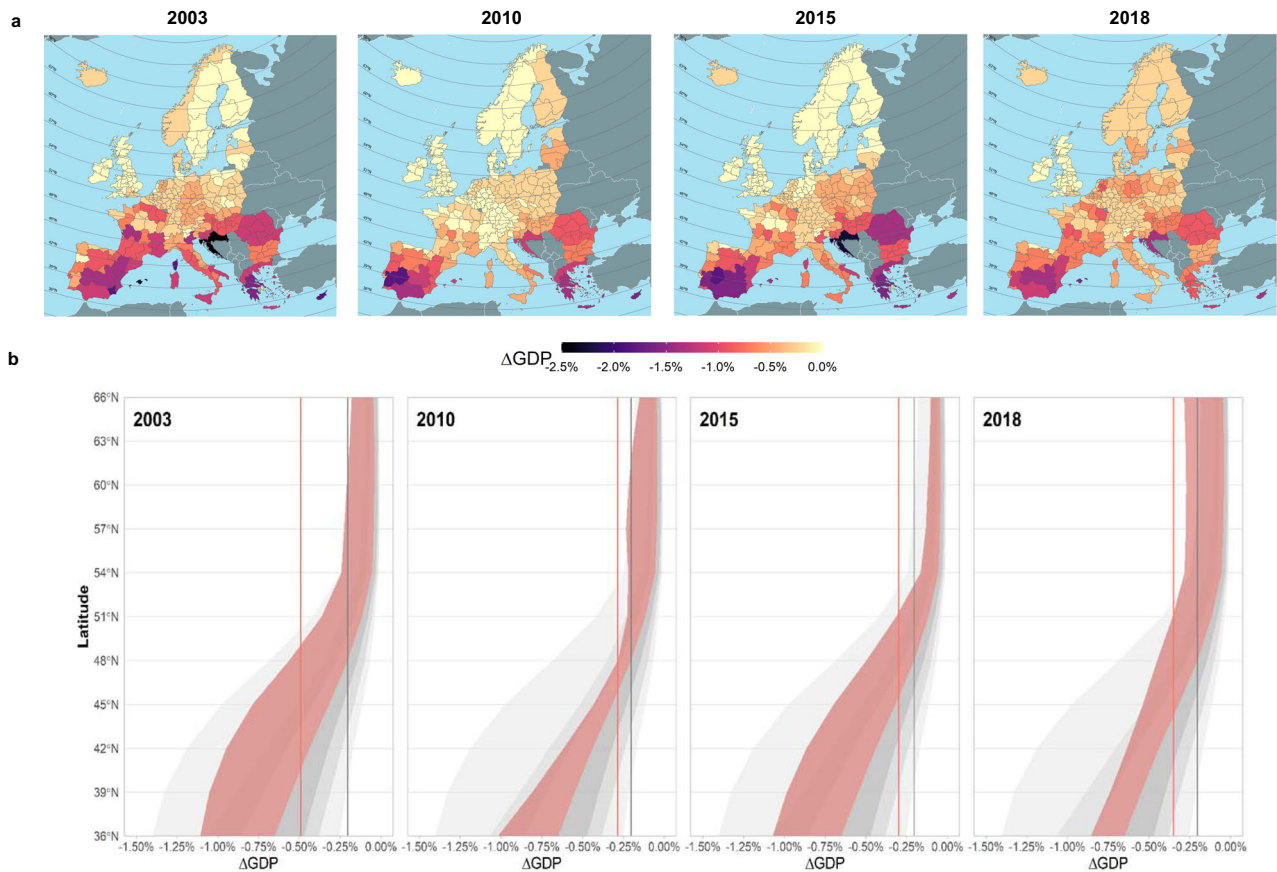 a
2003 2010 2015 2018
ΔGDP
-2.5% -2.0% -1.5% -1.0% -0.5% 0.0%
b
2003 2010 2015 2018
Latitude
66°N
63°N
60°N
57°N
54°N
51°N
48°N
45°N
42°N
39°N
36°N
-1.50% -1.25% -1.00% -0.75% -0.50% -0.25% 0.00% -1.50% -1.25% -1.00% -0.75% -0.50% -0.25% 0.00% -1.50% -1.25% -1.00% -0.75% -0.50% -0.25% 0.00% -1.50% -1.25% -1.00% -0.75% -0.50% -0.25% 0.00%
ΔGDP ΔGDP ΔGDP ΔGDP